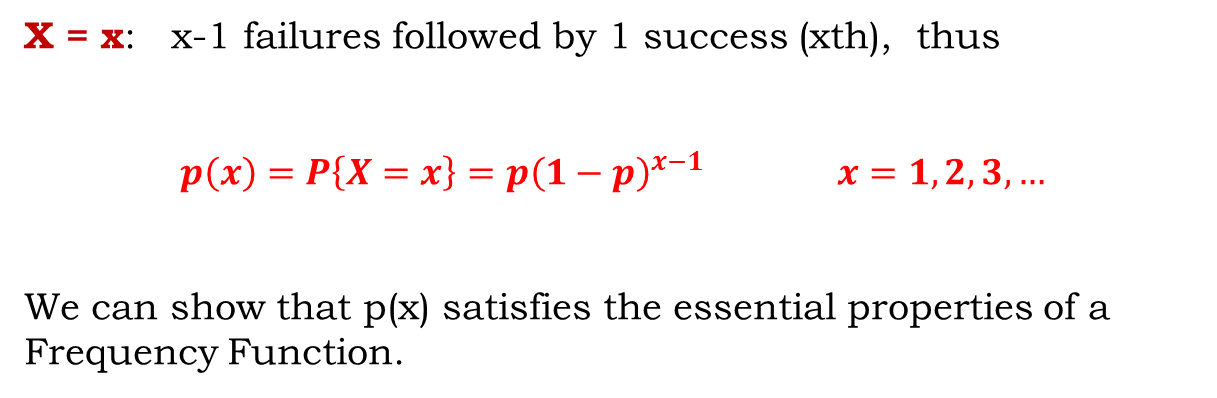 X = x: x-1 failures followed by 1 success (xth), thus
p(x) = P{X = x} = p(1 − p)^{x−1} x = 1, 2, 3, …
We can show that p(x) satisfies the essential properties of a
Frequency Function.